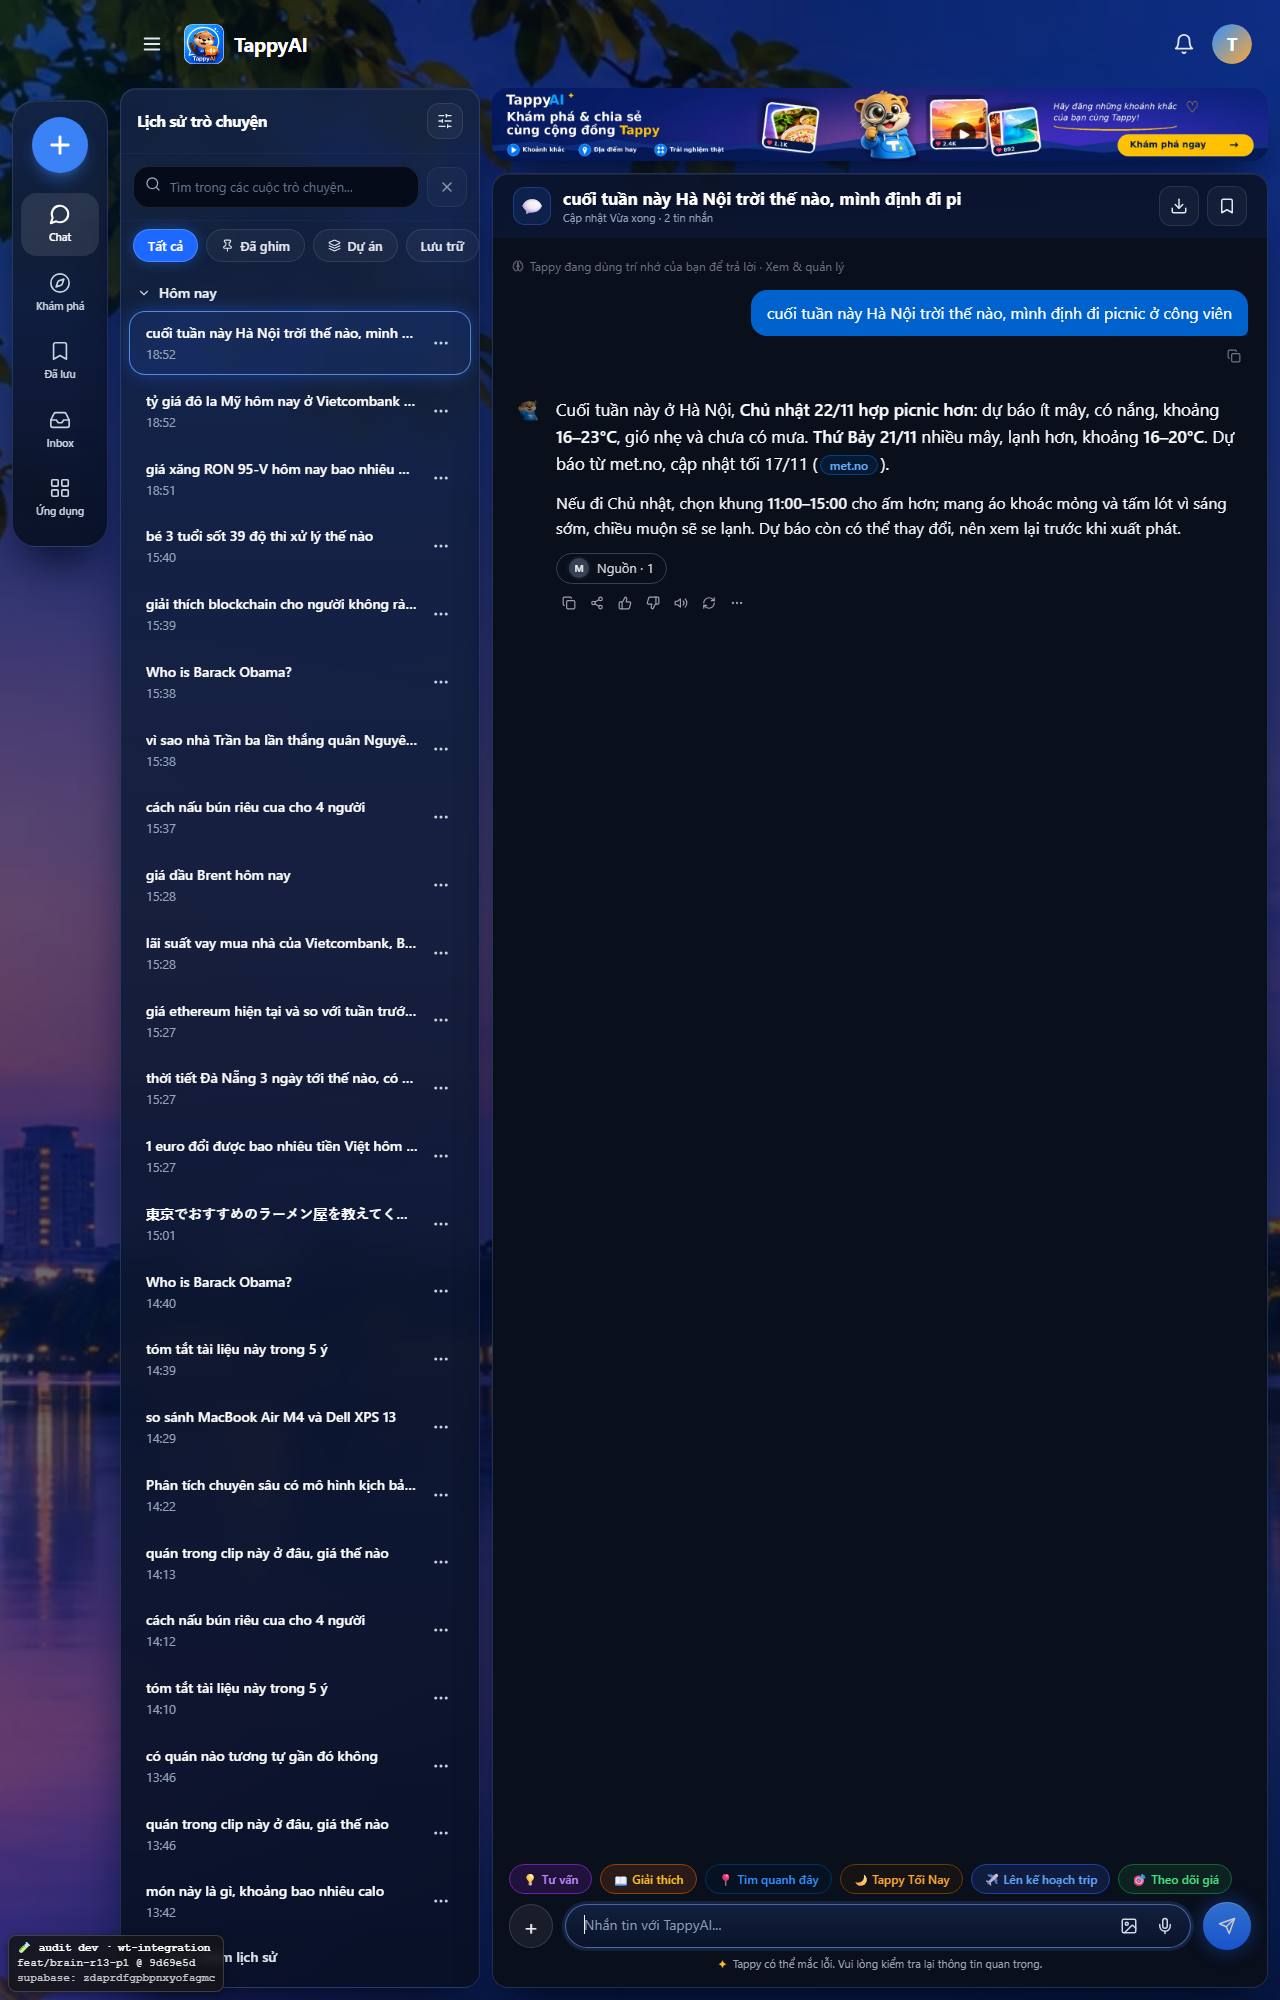 TappyAI
T
Chat
Khám phá
Đã lưu
Inbox
Ứng dụng
Lịch sử trò chuyện
Tìm trong các cuộc trò chuyện...
Tất cả
Đã ghim
Dự án
Lưu trữ
Hôm nay
cuối tuần này Hà Nội trời thế nào, mình ...
18:52
tỷ giá đô la Mỹ hôm nay ở Vietcombank ...
18:52
giá xăng RON 95-V hôm nay bao nhiêu ...
18:51
bé 3 tuổi sốt 39 độ thì xử lý thế nào
15:40
giải thích blockchain cho người không rà...
15:39
Who is Barack Obama?
15:38
vì sao nhà Trần ba lần thắng quân Nguyê...
15:38
cách nấu bún riêu cua cho 4 người
15:37
giá dầu Brent hôm nay
15:28
lãi suất vay mua nhà của Vietcombank, B...
15:28
giá ethereum hiện tại và so với tuần trướ...
15:27
thời tiết Đà Nẵng 3 ngày tới thế nào, có ...
15:27
1 euro đổi được bao nhiêu tiền Việt hôm ...
15:27
東京でおすすめのラーメン屋を教えてく...
15:01
Who is Barack Obama?
14:40
tóm tắt tài liệu này trong 5 ý
14:39
so sánh MacBook Air M4 và Dell XPS 13
14:29
Phân tích chuyên sâu có mô hình kịch bả...
14:22
quán trong clip này ở đâu, giá thế nào
14:13
cách nấu bún riêu cua cho 4 người
14:12
tóm tắt tài liệu này trong 5 ý
14:10
có quán nào tương tự gần đó không
13:46
quán trong clip này ở đâu, giá thế nào
13:46
món này là gì, khoảng bao nhiêu calo
13:42
lịch sử
audit dev · wt-integration
feat/brain-r13-p1 @ 9d69e5d
supabase: zdaprdfgpbpnxyofagmc
TappyAI
Khám phá & chia sẻ
cùng cộng đồng Tappy
Khoảnh khắc
Địa điểm hay
Trải nghiệm thật
1.1K
2.4K
892
Hãy đăng những khoảnh khắc
của bạn cùng Tappy!
Khám phá ngay →
cuối tuần này Hà Nội trời thế nào, mình định đi pi
Cập nhật Vừa xong · 2 tin nhắn
Tappy đang dùng trí nhớ của bạn để trả lời · Xem & quản lý
cuối tuần này Hà Nội trời thế nào, mình định đi picnic ở công viên
Cuối tuần này ở Hà Nội, Chủ nhật 22/11 hợp picnic hơn: dự báo ít mây, có nắng, khoảng
16–23°C, gió nhẹ và chưa có mưa. Thứ Bảy 21/11 nhiều mây, lạnh hơn, khoảng 16–20°C. Dự
báo từ met.no, cập nhật tối 17/11 ( met.no ).
Nếu đi Chủ nhật, chọn khung 11:00–15:00 cho ấm hơn; mang áo khoác mỏng và tấm lót vì sáng
sớm, chiều muộn sẽ se lạnh. Dự báo còn có thể thay đổi, nên xem lại trước khi xuất phát.
M Nguồn · 1
Tư vấn
Giải thích
Tìm quanh đây
Tappy Tối Nay
Lên kế hoạch trip
Theo dõi giá
Nhắn tin với TappyAI...
Tappy có thể mắc lỗi. Vui lòng kiểm tra lại thông tin quan trọng.